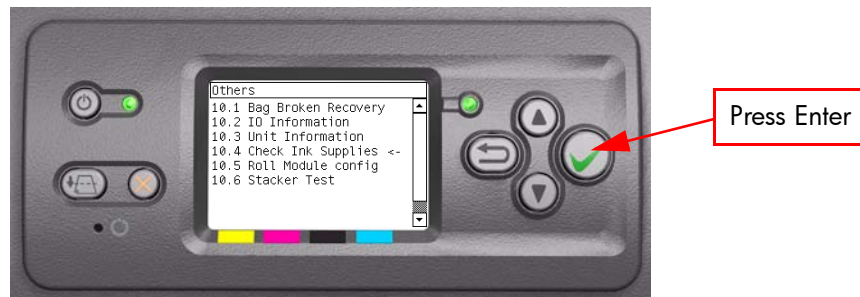 Others
10.1 Bag Broken Recovery
10.2 IO Information
10.3 Unit Information
10.4 Check Ink Supplies <-
10.5 Roll Module config
10.6 Stacker Test
Press Enter